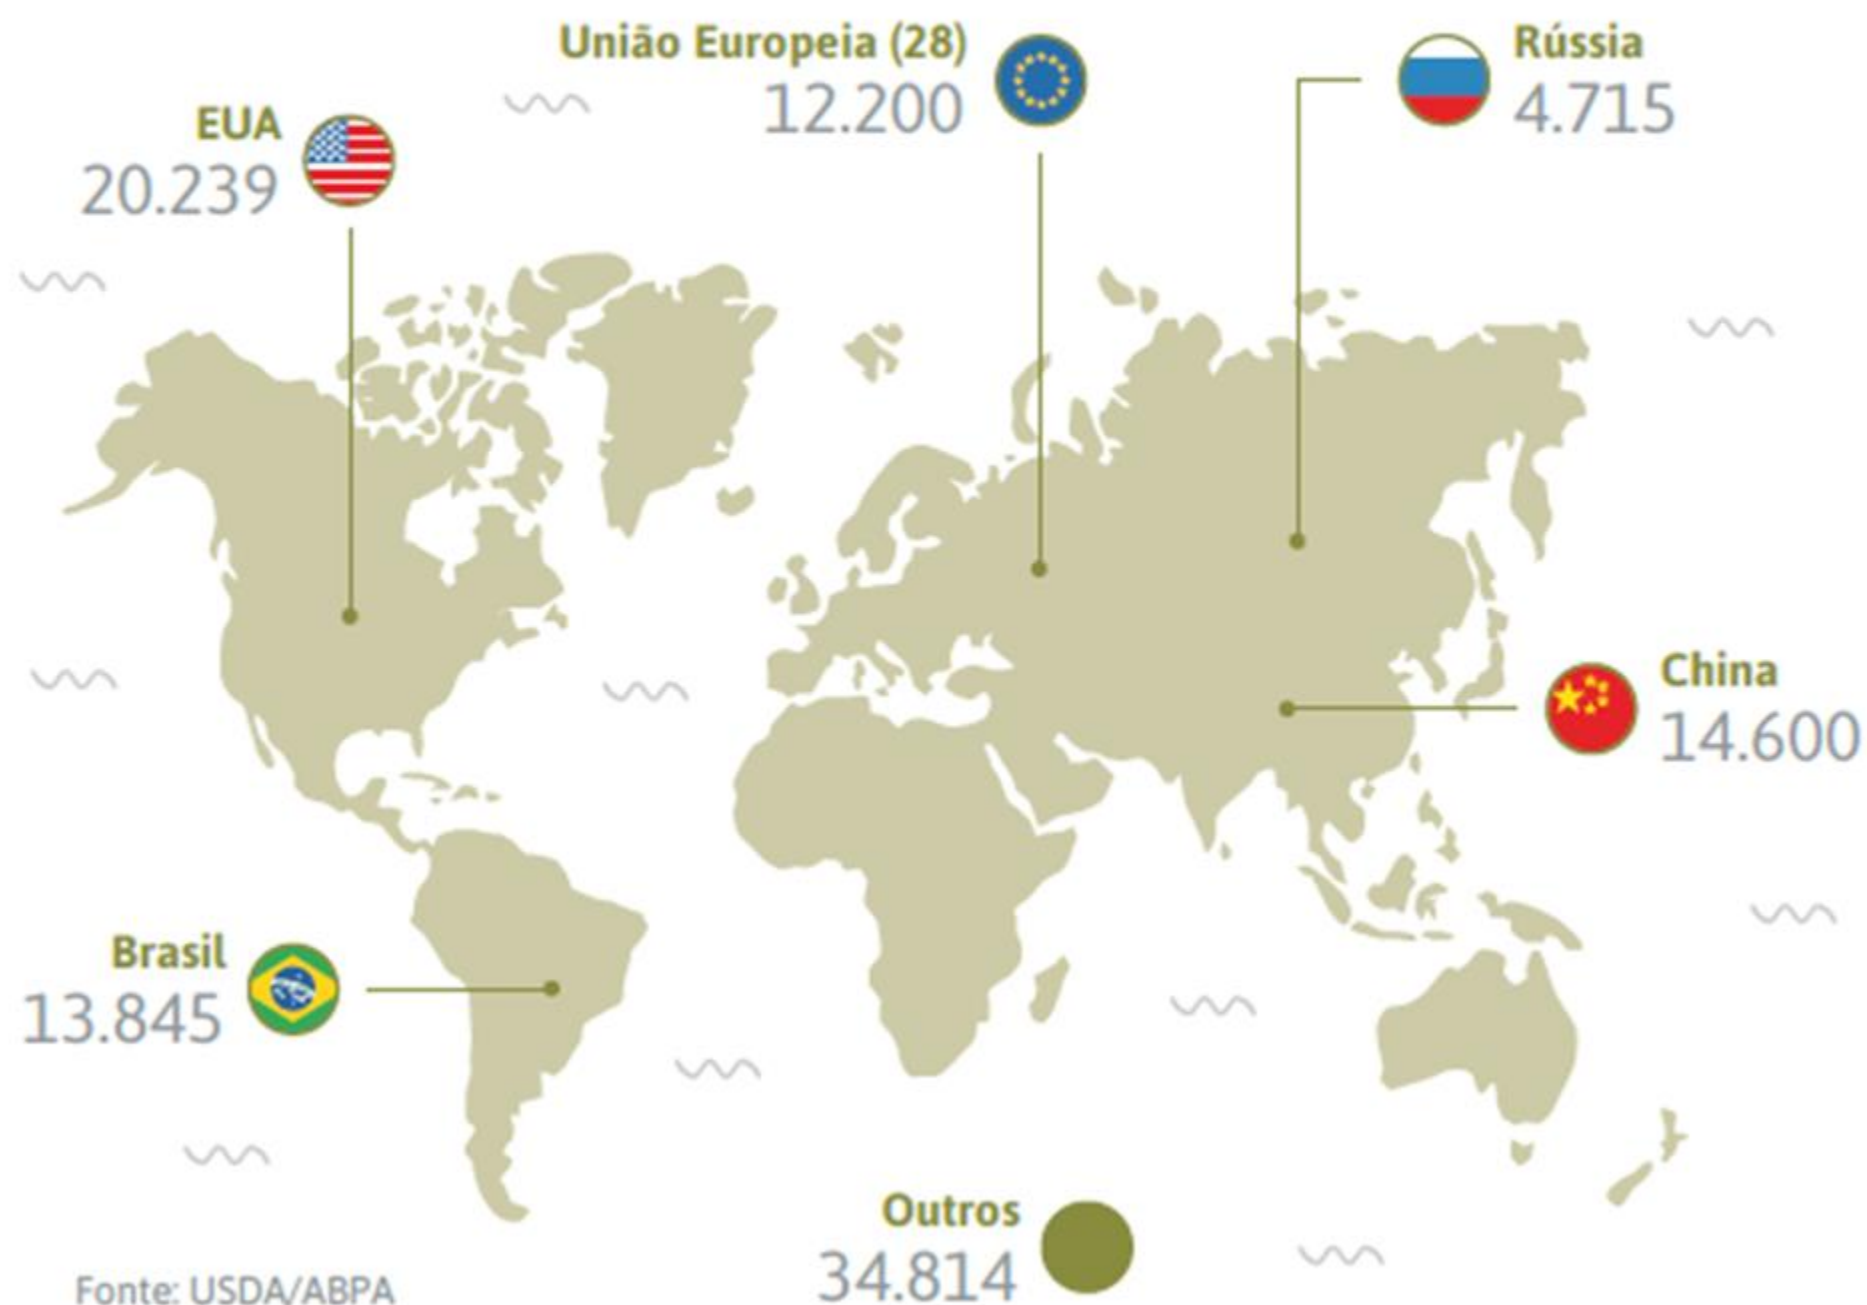 União Europeia (28)
12.200
Rússia
4.715
EUA
20.239
China
14.600
Brasil
13.845
Outros
34.814
Fonte: USDA/ABPA